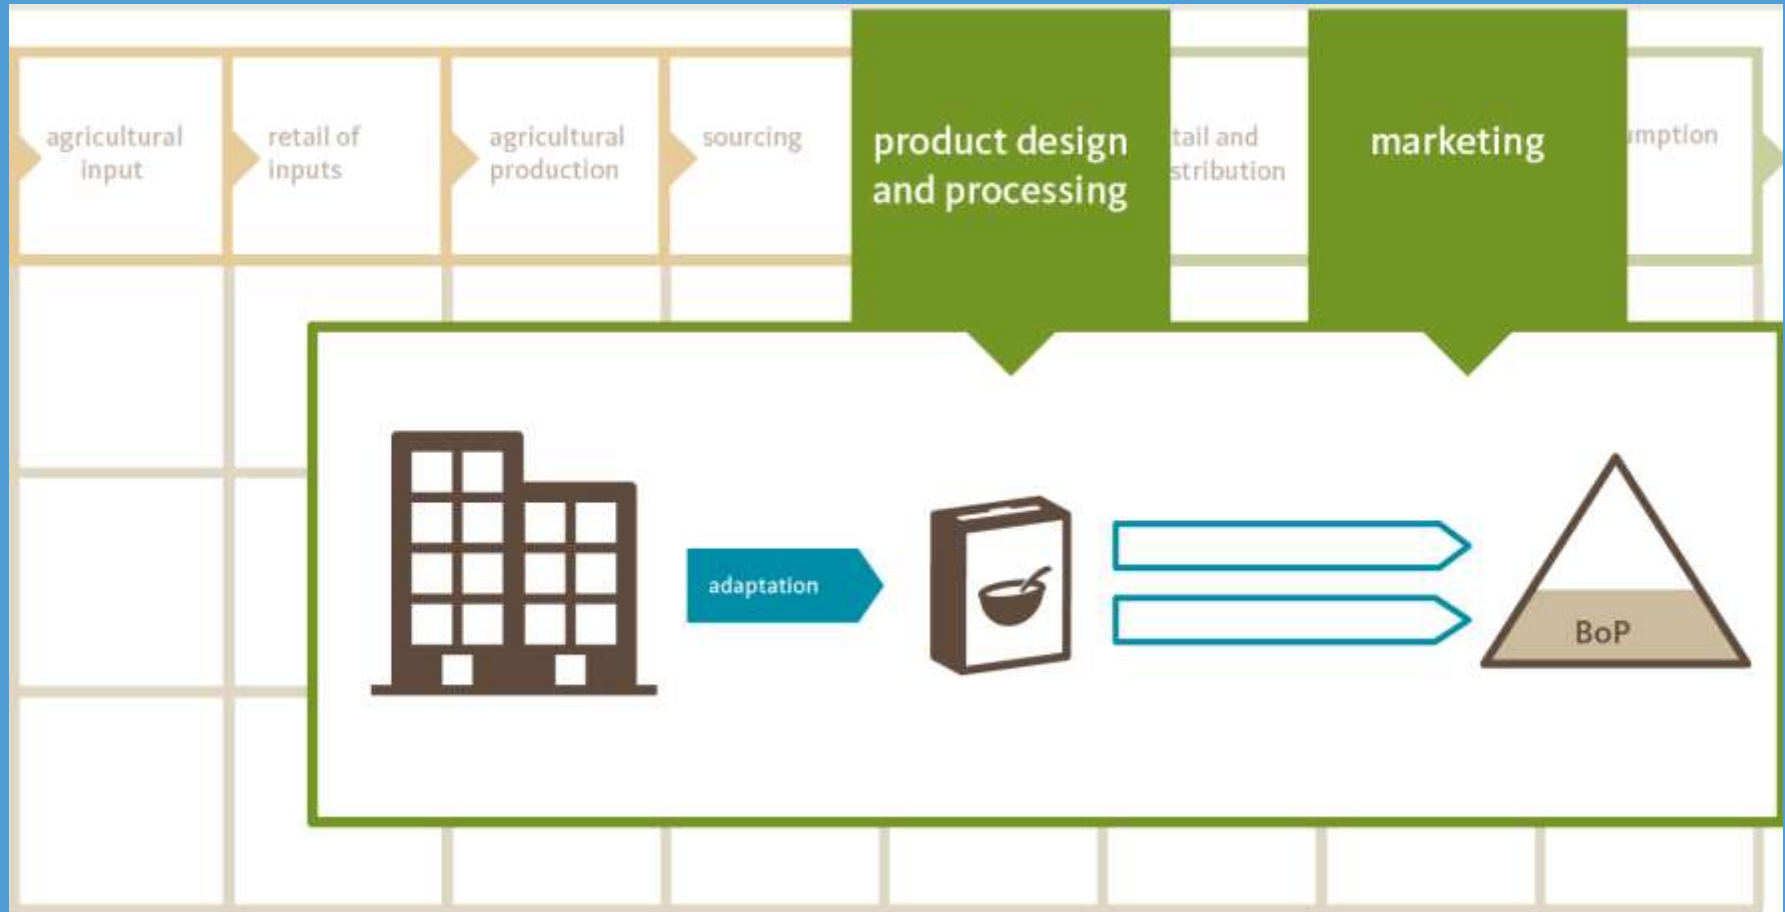 agricultural
input
retail of
inputs
agricultural
production
sourcing
product design
and processing
tail and
stribution
marketing
mption
adaptation
BoP